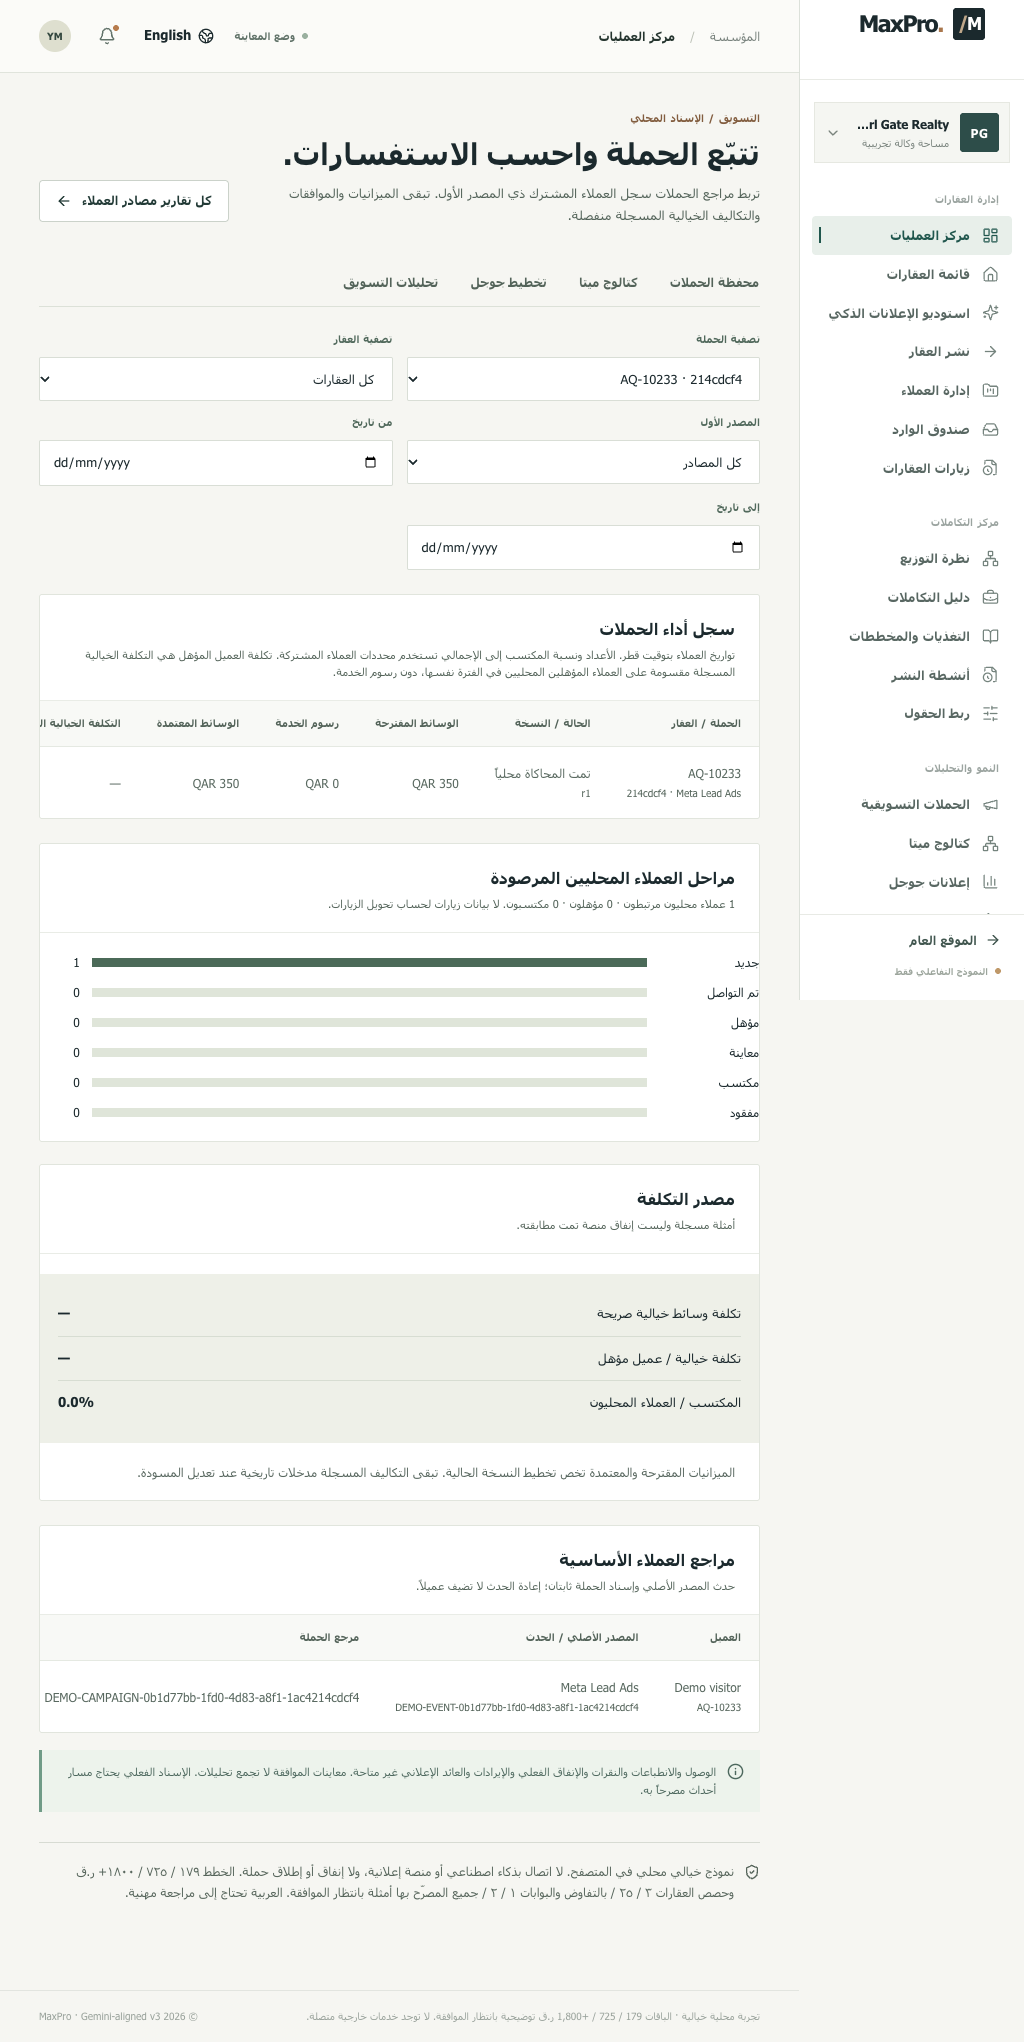 MaxPro. /M
PG
...rl Gate Realty
مساحة وكالة تجريبية
إدارة العقارات
مركز العمليات
قائمة العقارات
استوديو الإعلانات الذكي
نشر العقار
إدارة العملاء
صندوق الوارد
زيارات العقارات
مركز التكاملات
نظرة التوزيع
دليل التكاملات
التغذيات والمخططات
أنشطة النشر
ربط الحقول
النمو والتحليلات
الحملات التسويقية
كتالوج ميتا
إعلانات جوجل
الموقع العام
النموذج التفاعلي فقط
المؤسسة / مركز العمليات
وضع المعاينة
English
YM
التسويق / الإسناد المحلي
تتبّع الحملة واحسب الاستفسارات.
تربط مراجع الحملات سجل العملاء المشترك ذي المصدر الأول. تبقى الميزانيات والموافقات
والتكاليف الخيالية المسجلة منفصلة.
كل تقارير مصادر العملاء
محفظة الحملات
كتالوج ميتا
تخطيط جوجل
تحليلات التسويق
تصفية الحملة
تصفية العقار
AQ-10233 · 214cdcf4
كل العقارات
المصدر الأول
من تاريخ
كل المصادر
dd/mm/yyyy
إلى تاريخ
dd/mm/yyyy
سجل أداء الحملات
تواريخ العملاء بتوقيت قطر. الأعداد ونسبة المكتسب إلى الإجمالي تستخدم محددات العملاء المشتركة. تكلفة العميل المؤهل هي التكلفة الخيالية
المسجلة مقسومة على العملاء المؤهلين المحليين في الفترة نفسها، دون رسوم الخدمة.
الحملة / العقار الحالة / النسخة الوسائط المقترحة رسوم الخدمة الوسائط المعتمدة التكلفة الخيالية
AQ-10233 تمت المحاكاة محلياً QAR 350 QAR 0 QAR 350 —
214cdcf4 · Meta Lead Ads r1
مراحل العملاء المحليين المرصودة
1 عملاء محليون مرتبطون · 0 مؤهلون · 0 مكتسبون. لا بيانات زيارات لحساب تحويل الزيارات.
جديد 1
تم التواصل 0
مؤهل 0
معاينة 0
مكتسب 0
مفقود 0
مصدر التكلفة
أمثلة مسجلة وليست إنفاق منصة تمت مطابقته.
تكلفة وسائط خيالية صريحة —
تكلفة خيالية / عميل مؤهل —
المكتسب / العملاء المحليون 0.0%
الميزانيات المقترحة والمعتمدة تخص تخطيط النسخة الحالية. تبقى التكاليف المسجلة مدخلات تاريخية عند تعديل المسودة.
مراجع العملاء الأساسية
حدث المصدر الأصلي وإسناد الحملة ثابتان؛ إعادة الحدث لا تضيف عميلاً.
العميل المصدر الأصلي / الحدث مرجع الحملة
Demo visitor Meta Lead Ads DEMO-CAMPAIGN-0b1d77bb-1fd0-4d83-a8f1-1ac4214cdcf4
AQ-10233 DEMO-EVENT-0b1d77bb-1fd0-4d83-a8f1-1ac4214cdcf4
الوصول والانطباعات والنقرات والإنفاق الفعلي والإيرادات والعائد الإعلاني غير متاحة. معاينات الموافقة لا تجمع تحليلات. الإسناد الفعلي يحتاج مسار
أحداث مصرحاً به.
نموذج خيالي محلي في المتصفح. لا اتصال بذكاء اصطناعي أو منصة إعلانية، ولا إنفاق أو إطلاق حملة. الخطط ١٧٩ / ٧٢٥ / ١٨٠٠+ ر.ق
وحصص العقارات ٣ / ٢٥ / بالتفاوض والبوابات ١ / ٢ / جميع المصرّح بها أمثلة بانتظار الموافقة. العربية تحتاج إلى مراجعة مهنية.
تجربة محلية خيالية · الباقات 179 / 725 / +1,800 ر.ق توضيحية بانتظار الموافقة. لا توجد خدمات خارجية متصلة.
MaxPro · Gemini-aligned v3 2026 ©